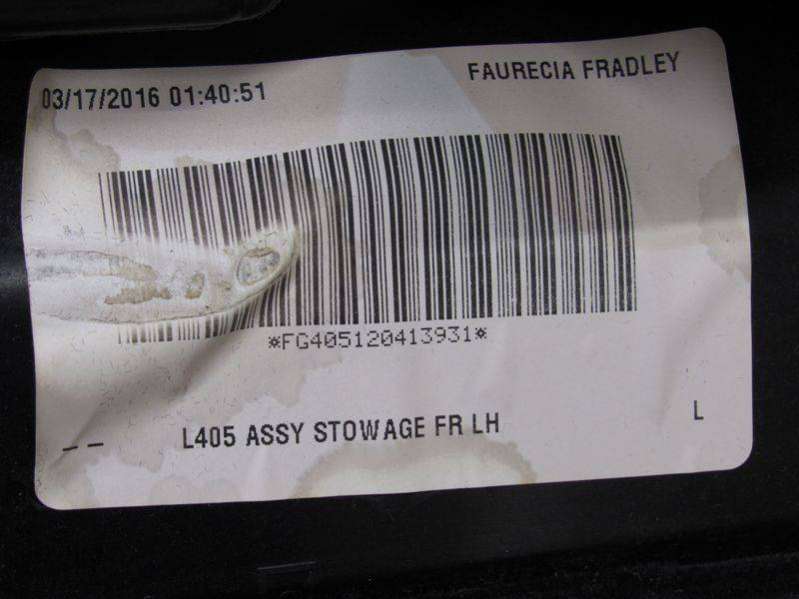 03/17/2016 01:40:51
FAURECIA FRADLEY
*FG405120413931*
-- L405 ASSY STOWAGE FR LH L